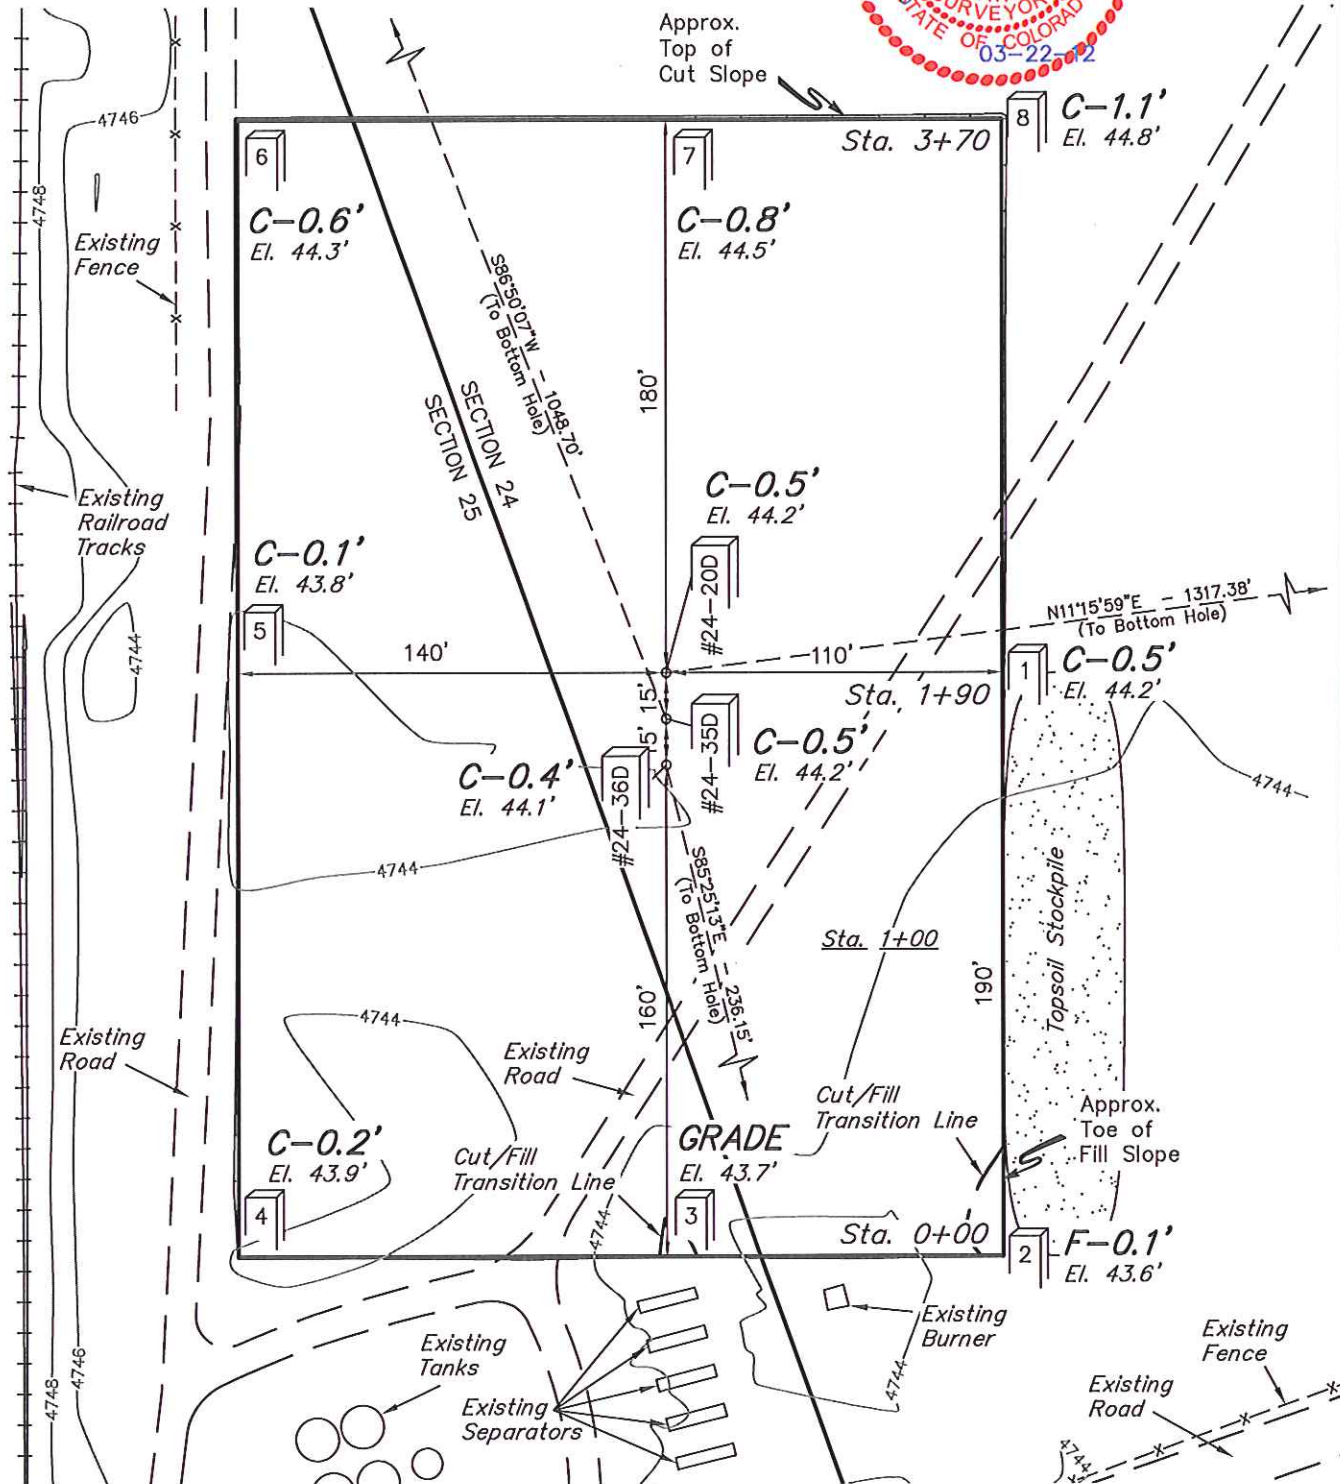 SURVEYOR
STATE OF COLORAD
03-22-12
Approx.
Top of
Cut Slope
4746
6
7
Sta. 3+70
8
C-1.1'
El. 44.8'
4748
C-0.6'
El. 44.3'
C-0.8'
El. 44.5'
Existing
Fence
S86°50'07"W - 1048.70'
(To Bottom Hole)
180'
SECTION 24
SECTION 25
Existing
Railroad
Tracks
C-0.5'
El. 44.2'
#24-20D
C-0.1'
El. 43.8'
5
4744
140'
110'
N11°15'59"E - 1317.38'
(To Bottom Hole)
1
C-0.5'
El. 44.2'
Sta. 1+90
15'
15'
#24-35D
C-0.5'
El. 44.2'
C-0.4'
El. 44.1'
#24-36D
4744
4744
S85°25'13"E - 236.15'
(To Bottom Hole)
Sta. 1+00
Topsoil Stockpile
190'
160'
4744
Existing
Road
Existing
Road
Cut/Fill
Transition Line
Approx.
Toe of
Fill Slope
C-0.2'
El. 43.9'
Cut/Fill
Transition Line
GRADE
El. 43.7'
4
3
4744
Sta. 0+00
2
F-0.1'
El. 43.6'
Existing
Tanks
Existing
Separators
Existing
Burner
4744
Existing
Fence
Existing
Road
4748
4746
4744